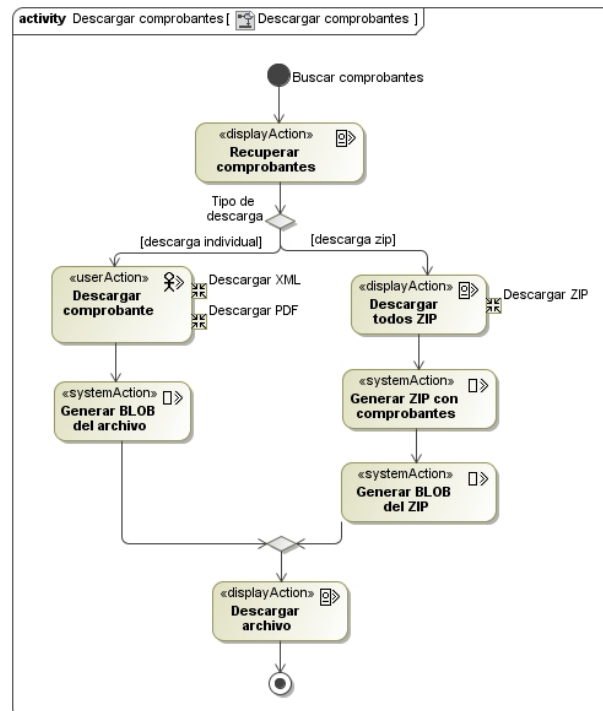 activity Descargar comprobantes [ Descargar comprobantes ]
Buscar comprobantes
«displayAction»
Recuperar
comprobantes
Tipo de
descarga
[descarga individual]
[descarga zip]
«userAction»
Descargar
comprobante
Descargar XML
Descargar PDF
«displayAction»
Descargar
todos ZIP
Descargar ZIP
«systemAction»
Generar BLOB
del archivo
«systemAction»
Generar ZIP con
comprobantes
«systemAction»
Generar BLOB
del ZIP
«displayAction»
Descargar
archivo